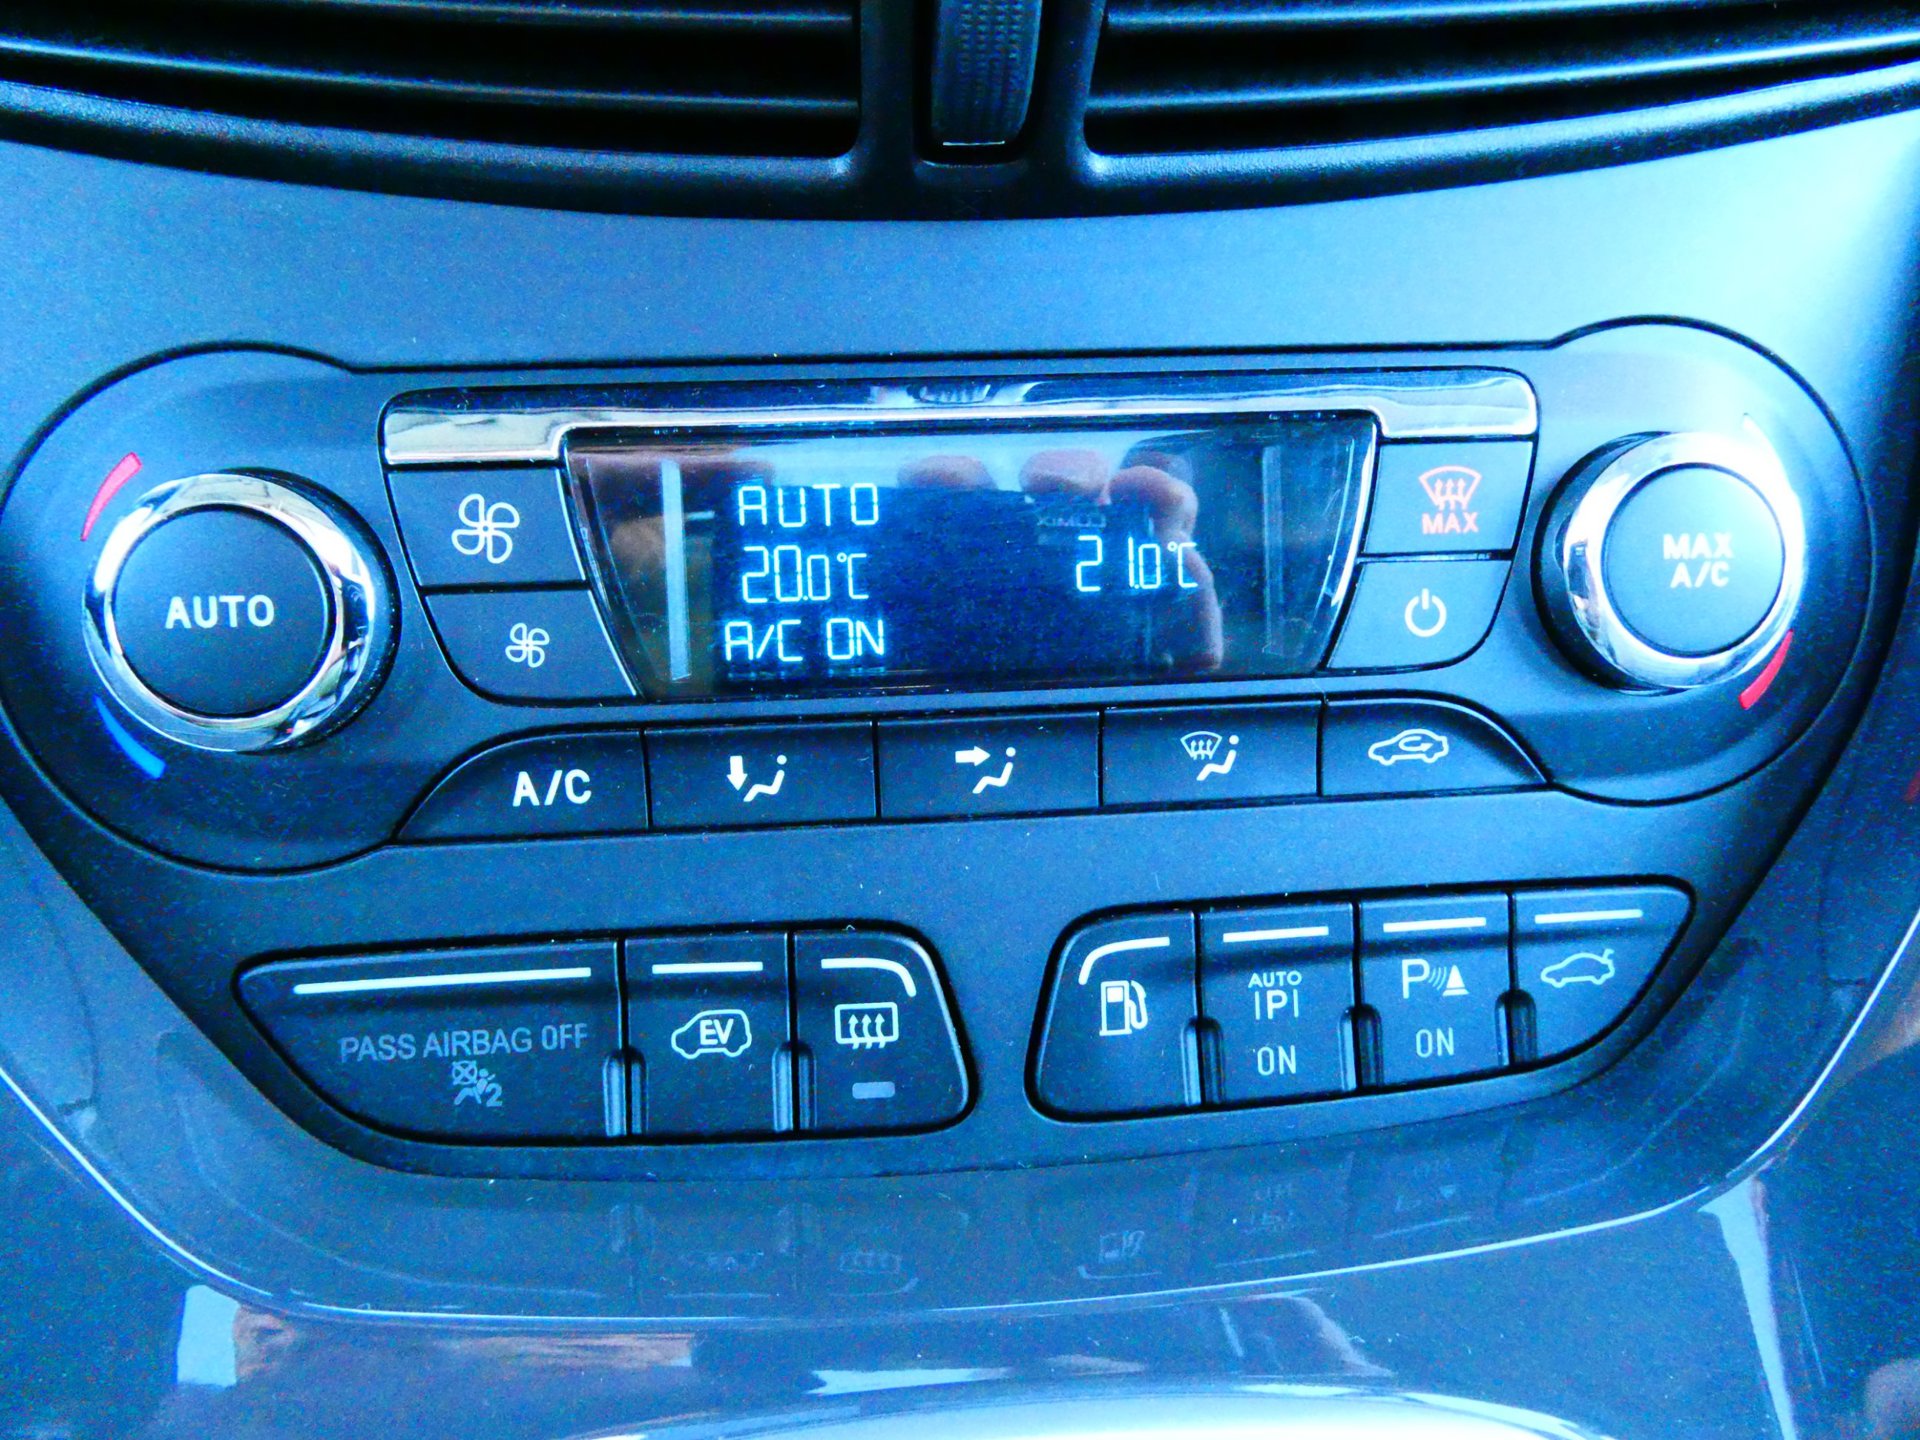 AUTO
20.0°C 21.0°C
A/C ON
MAX
AUTO
MAX
A/C
A/C
PASS AIRBAG OFF
2
EV
AUTO
|P|
ON
P
ON